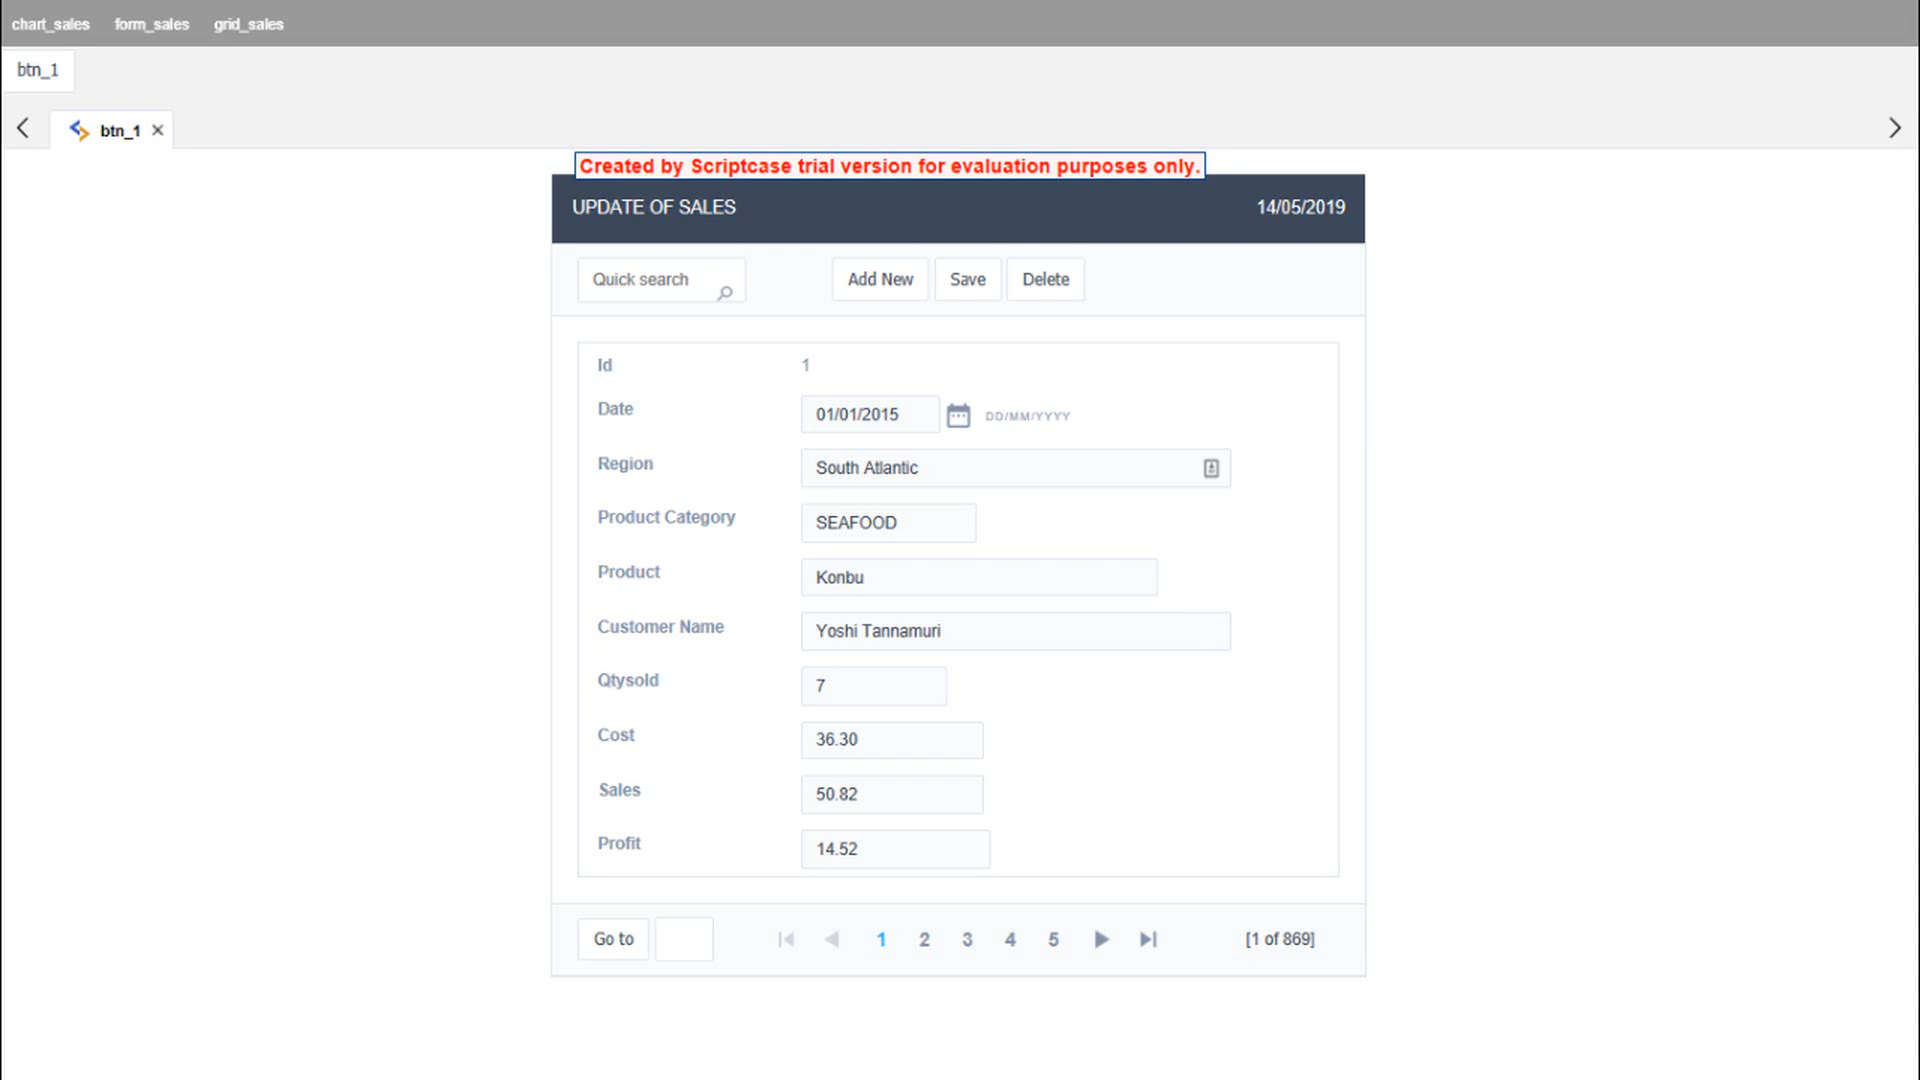 chart_sales form_sales grid_sales
btn_1
btn_1
Created by Scriptcase trial version for evaluation purposes only.
UPDATE OF SALES 14/05/2019
Quick search Add New Save Delete
Id 1
Date 01/01/2015 DD/MM/YYYY
Region South Atlantic
Product Category SEAFOOD
Product Konbu
Customer Name Yoshi Tannamuri
Qtysold 7
Cost 36.30
Sales 50.82
Profit 14.52
Go to 1 2 3 4 5 [1 of 869]